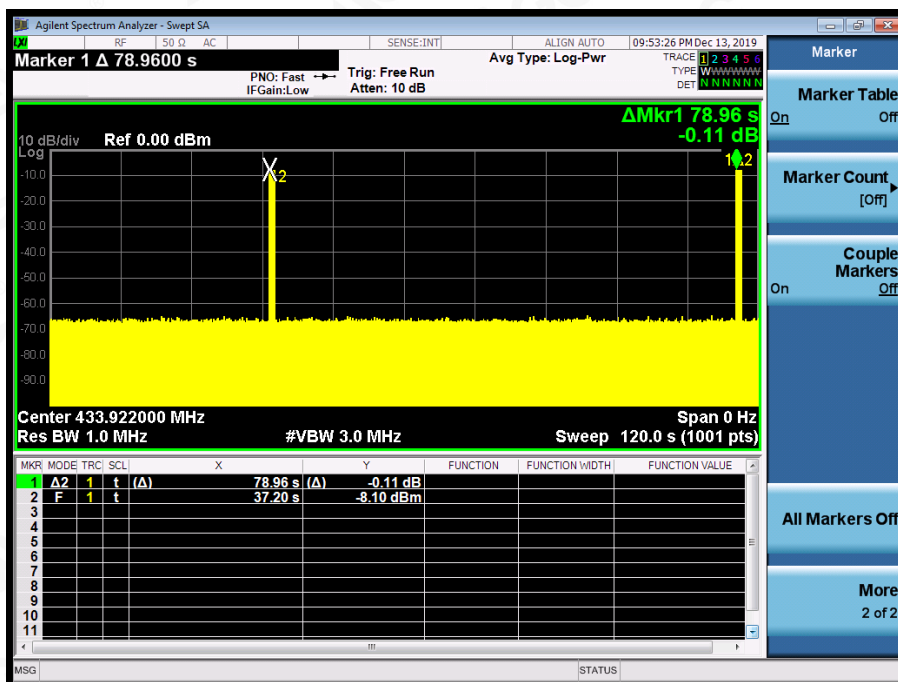 Agilent Spectrum Analyzer - Swept SA
LXI RF 50 Ω AC SENSE:INT ALIGN AUTO 09:53:26 PM Dec 13, 2019
Marker 1 Δ 78.9600 s
PNO: Fast
IFGain:Low
Trig: Free Run
Atten: 10 dB
Avg Type: Log-Pwr
TRACE 1 2 3 4 5 6
TYPE WWWWWWW
DET N N N N N N
ΔMkr1 78.96 s
-0.11 dB
10 dB/div Ref 0.00 dBm
Log
-10.0
-20.0
-30.0
-40.0
-50.0
-60.0
-70.0
-80.0
-90.0
Center 433.922000 MHz Span 0 Hz
Res BW 1.0 MHz #VBW 3.0 MHz Sweep 120.0 s (1001 pts)
MKR MODE TRC SCL X Y FUNCTION FUNCTION WIDTH FUNCTION VALUE
1 Δ2 1 t (Δ) 78.96 s (Δ) -0.11 dB
2 F 1 t 37.20 s -8.10 dBm
3
4
5
6
7
8
9
10
11
MSG STATUS
Marker
Marker Table
On Off
Marker Count
[Off]
Couple
Markers
On Off
All Markers Off
More
2 of 2